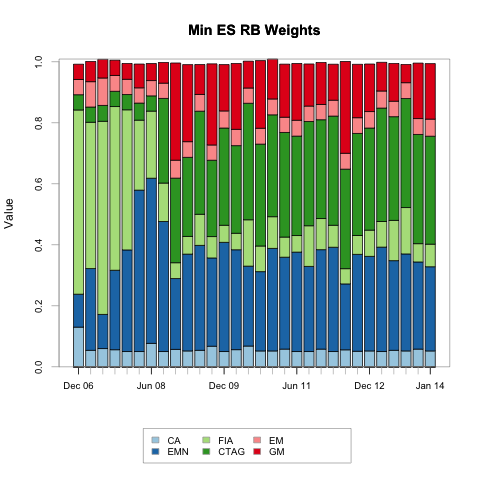 Min ES RB Weights
Value
1.0
0.8
0.6
0.4
0.2
0.0
Dec 06 Jun 08 Dec 09 Jun 11 Dec 12 Jan 14
CA FIA EM
EMN CTAG GM